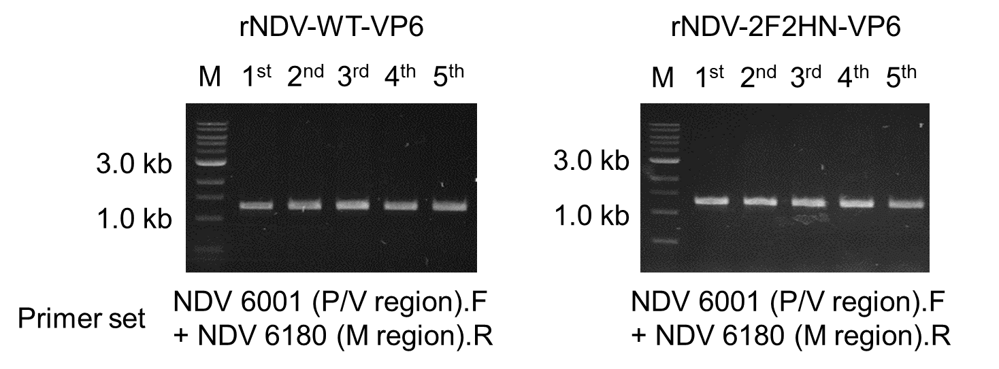 rNDV-WT-VP6
M 1st 2nd 3rd 4th 5th
3.0 kb
1.0 kb
Primer set
NDV 6001 (P/V region).F
+ NDV 6180 (M region).R
rNDV-2F2HN-VP6
M 1st 2nd 3rd 4th 5th
3.0 kb
1.0 kb
NDV 6001 (P/V region).F
+ NDV 6180 (M region).R